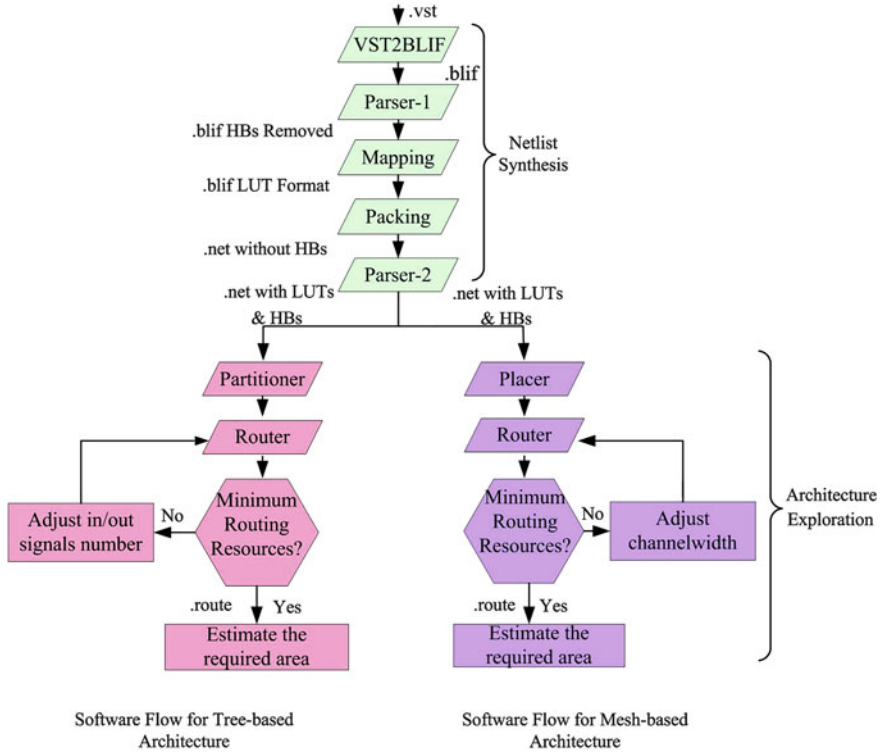 .vst
VST2BLIF
.blif
Parser-1
.blif HBs Removed
Mapping
.blif LUT Format
Packing
.net without HBs
Parser-2
Netlist
Synthesis
.net with LUTs
& HBs
.net with LUTs
& HBs
Partitioner
Router
Minimum
Routing
Resources?
No
Adjust in/out
signals number
.route
Yes
Estimate the
required area
Placer
Router
Minimum
Routing
Resources?
No
Adjust
channelwidth
.route
Yes
Estimate the
required area
Architecture
Exploration
Software Flow for Tree-based
Architecture
Software Flow for Mesh-based
Architecture